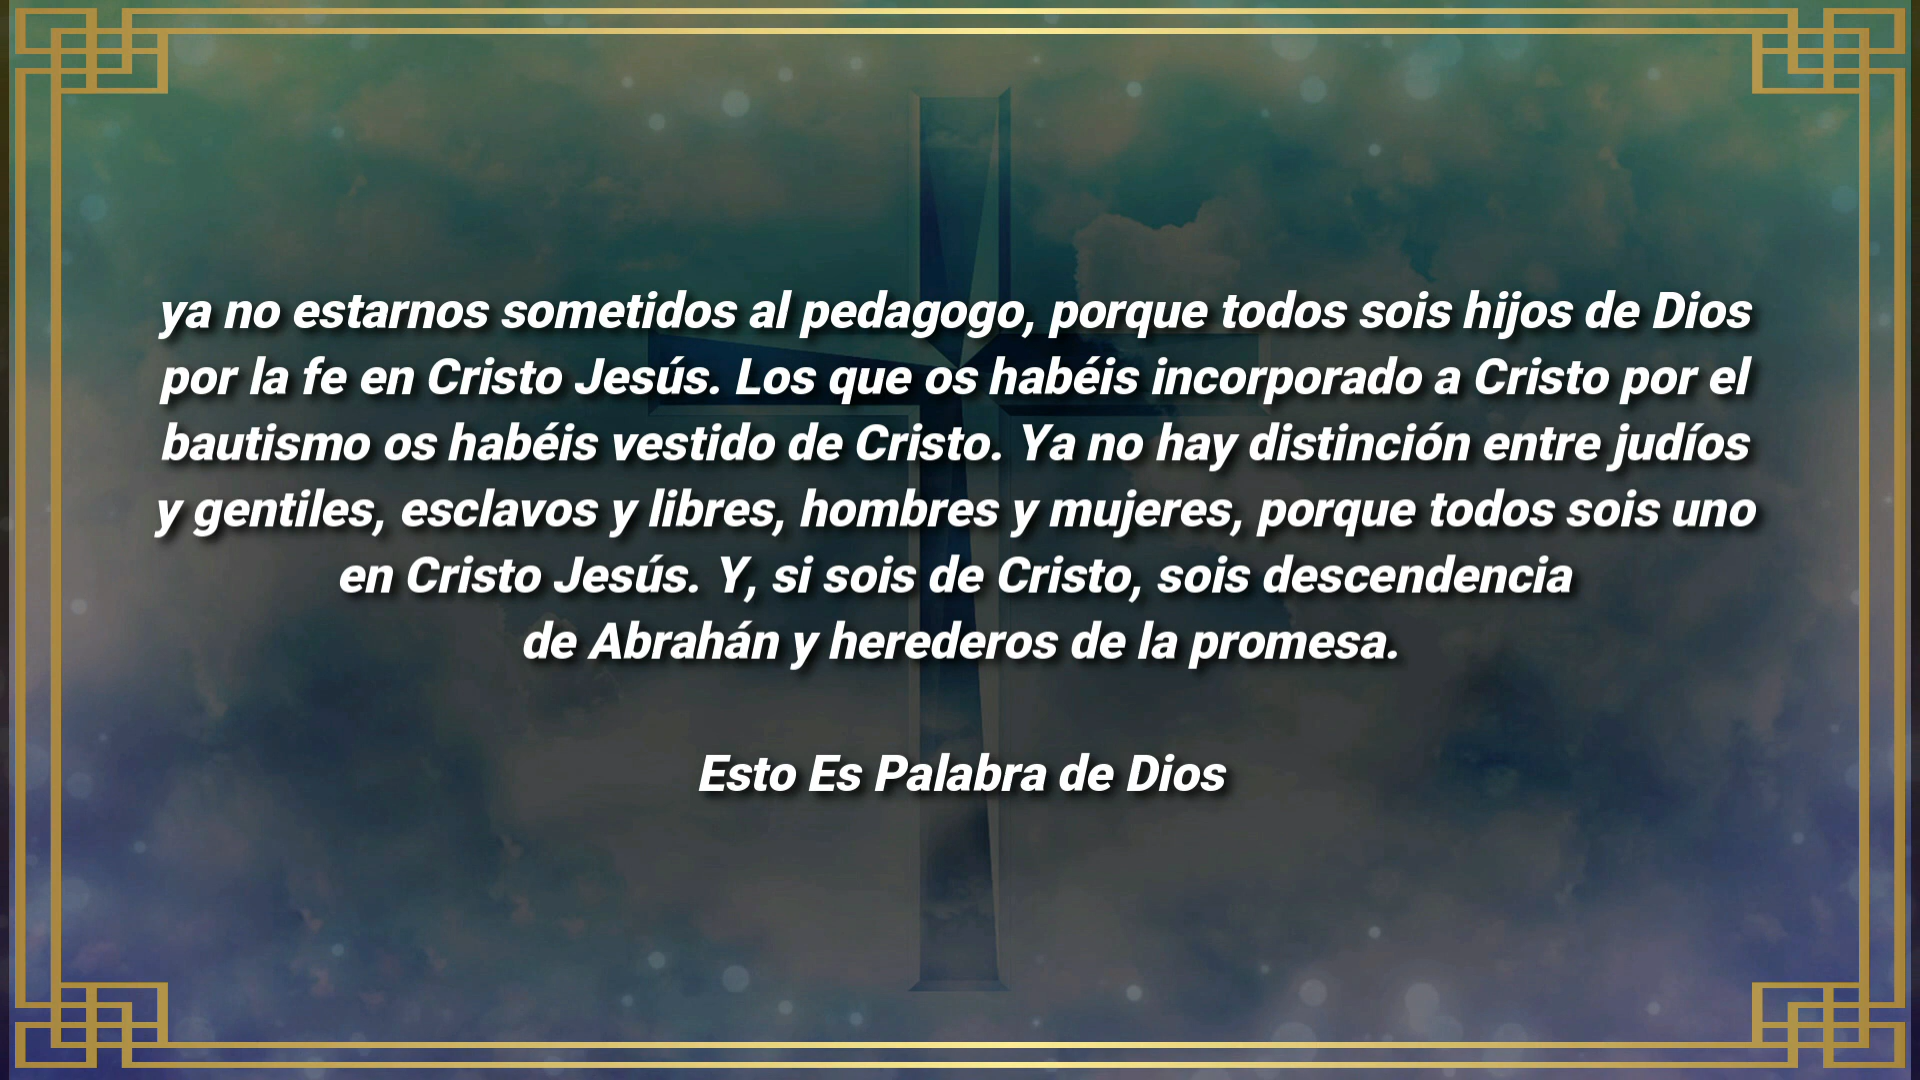 ya no estarnos sometidos al pedagogo, porque todos sois hijos de Dios
por la fe en Cristo Jesús. Los que os habéis incorporado a Cristo por el
bautismo os habéis vestido de Cristo. Ya no hay distinción entre judíos
y gentiles, esclavos y libres, hombres y mujeres, porque todos sois uno
en Cristo Jesús. Y, si sois de Cristo, sois descendencia
de Abrahán y herederos de la promesa.
Esto Es Palabra de Dios